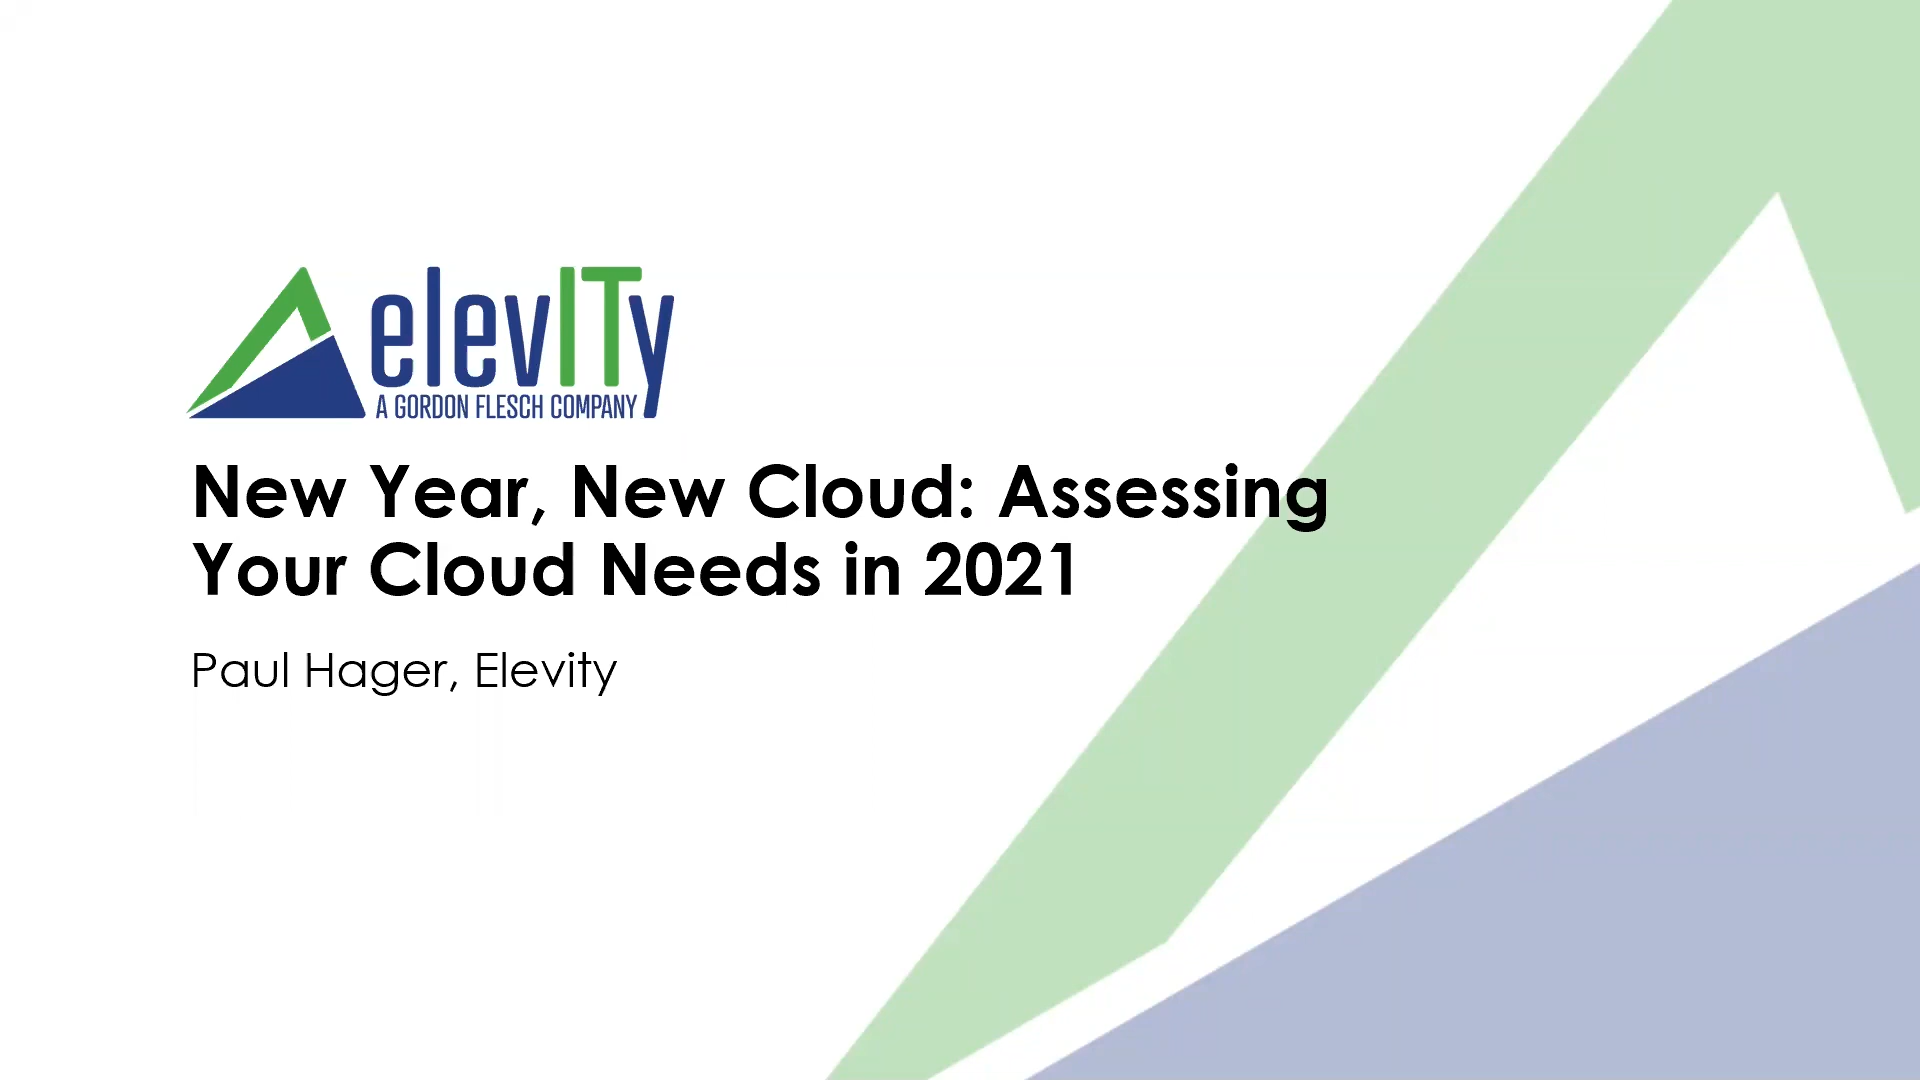 elevITy
A GORDON FLESCH COMPANY
New Year, New Cloud: Assessing
Your Cloud Needs in 2021
Paul Hager, Elevity